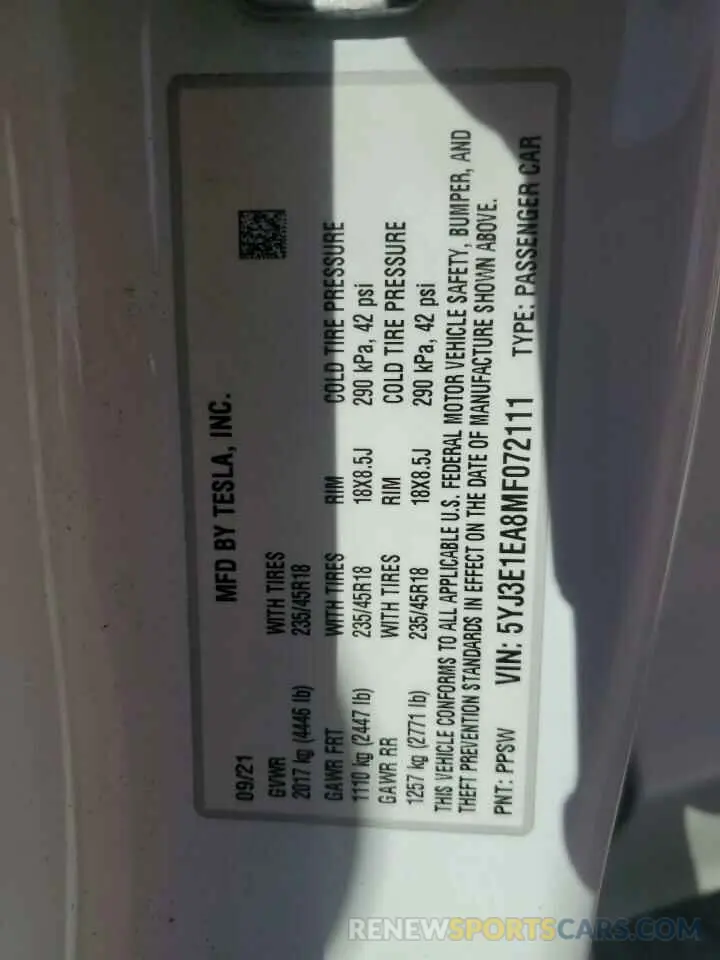 MFD BY TESLA, INC.
09/21
GVWR WITH TIRES
2017 kg (4446 lb) 235/45R18
GAWR FRT WITH TIRES RIM COLD TIRE PRESSURE
1110 kg (2447 lb) 235/45R18 18X8.5J 290 kPa, 42 psi
GAWR RR WITH TIRES RIM COLD TIRE PRESSURE
1257 kg (2771 lb) 235/45R18 18X8.5J 290 kPa, 42 psi
THIS VEHICLE CONFORMS TO ALL APPLICABLE U.S. FEDERAL MOTOR VEHICLE SAFETY, BUMPER, AND
THEFT PREVENTION STANDARDS IN EFFECT ON THE DATE OF MANUFACTURE SHOWN ABOVE.
PNT: PPSW VIN: 5YJ3E1EA8MF072111 TYPE: PASSENGER CAR
RENEWSPORTSCARS.COM